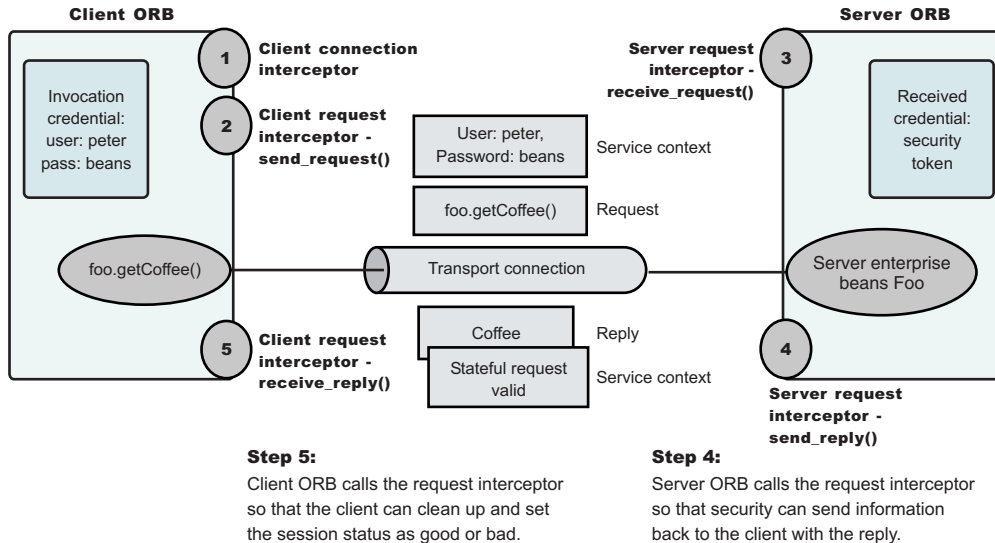 Client ORB
Server ORB
1
Client connection
interceptor
Invocation
credential:
user: peter
pass: beans
2
Client request
interceptor -
send_request()
User: peter,
Password: beans
Service context
foo.getCoffee()
Request
Server request
interceptor -
receive_request()
3
Received
credential:
security
token
foo.getCoffee()
Transport connection
Server enterprise
beans Foo
5
Client request
interceptor -
receive_reply()
Coffee
Reply
Stateful request
valid
Service context
4
Server request
interceptor -
send_reply()
Step 5:
Client ORB calls the request interceptor
so that the client can clean up and set
the session status as good or bad.
Step 4:
Server ORB calls the request interceptor
so that security can send information
back to the client with the reply.